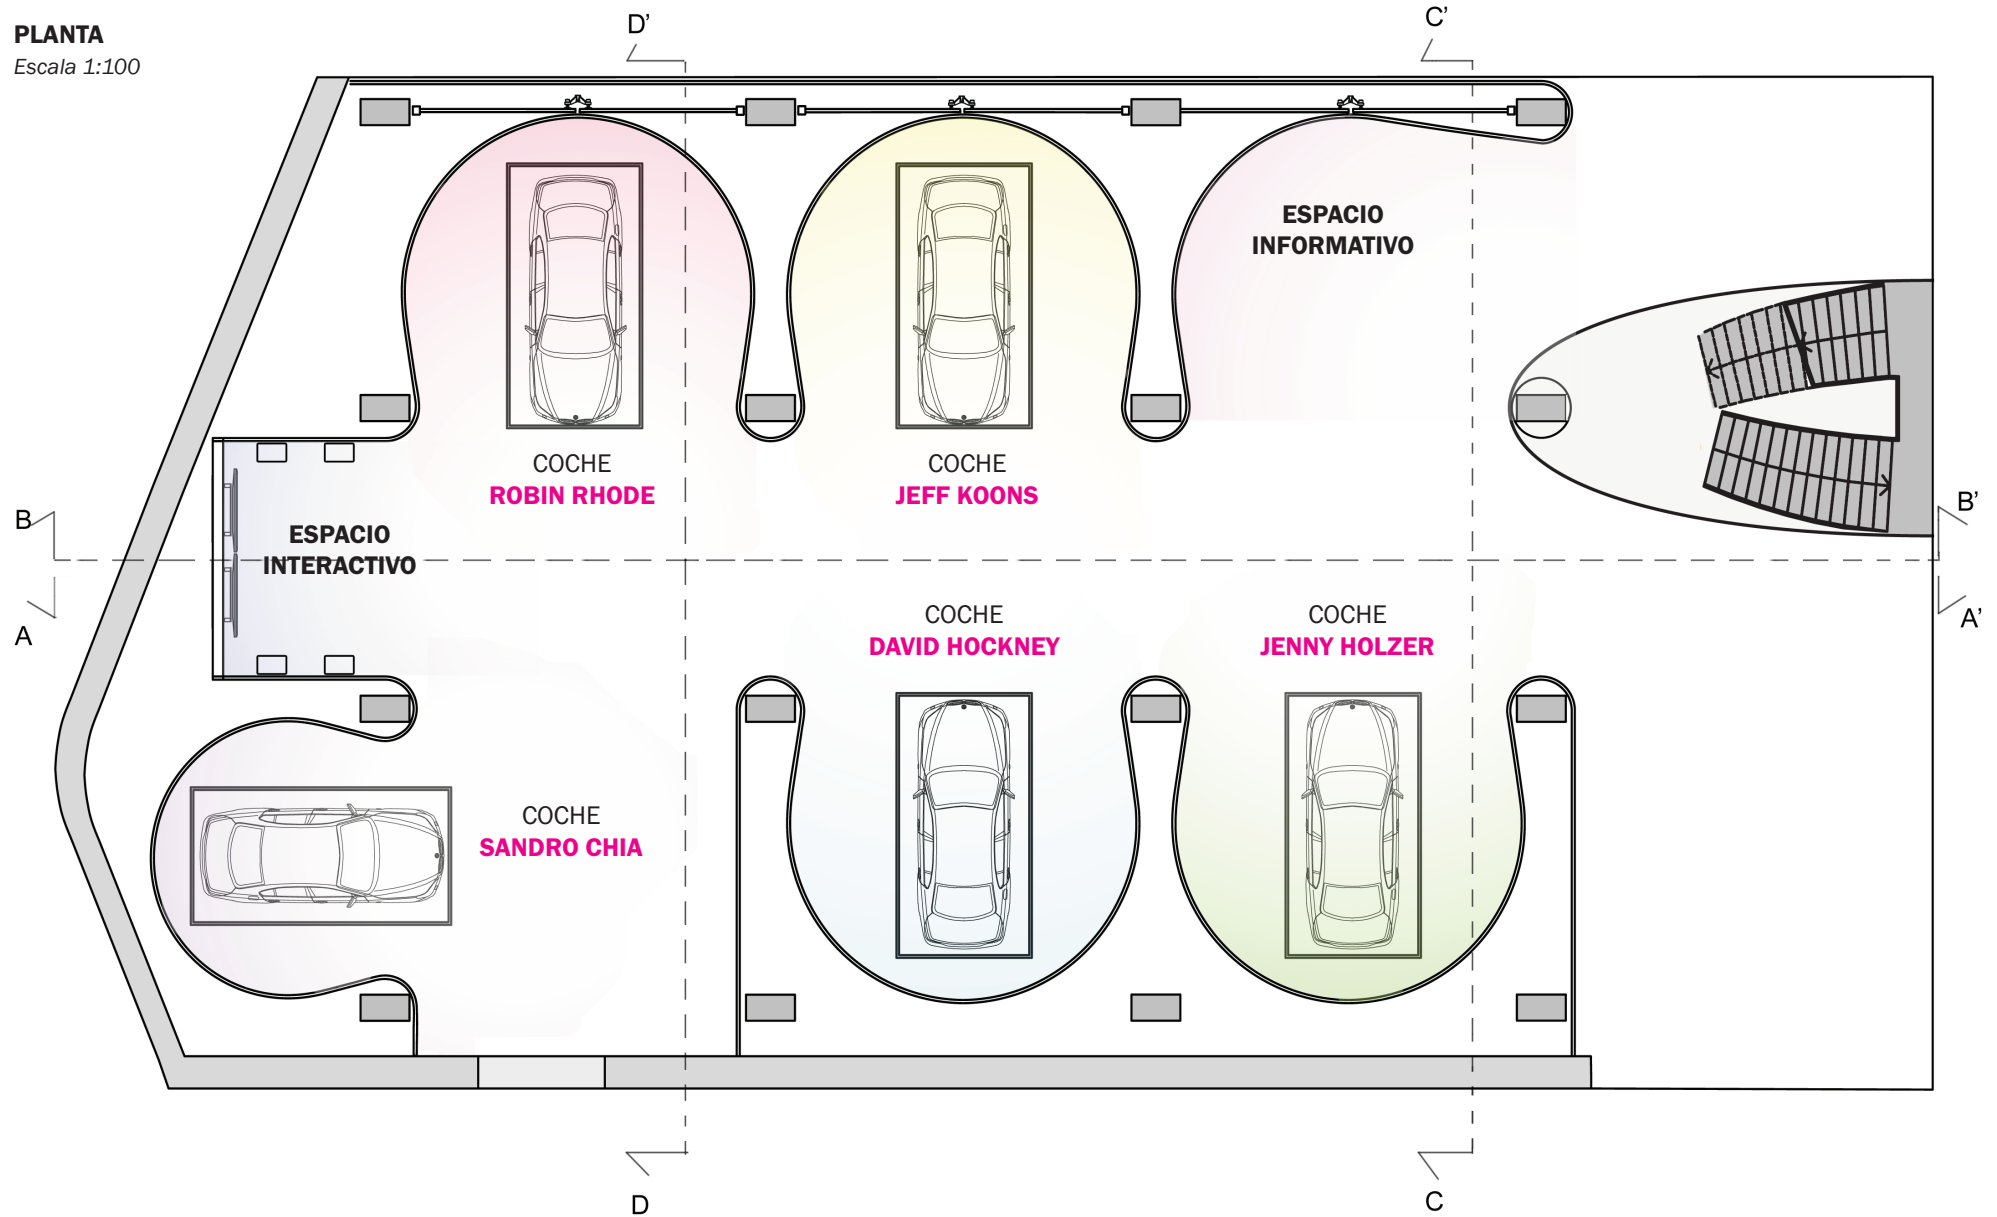 PLANTA
Escala 1:100
D’
C’
ESPACIO
INFORMATIVO
COCHE
ROBIN RHODE
COCHE
JEFF KOONS
B
B’
ESPACIO
INTERACTIVO
A
A’
COCHE
DAVID HOCKNEY
COCHE
JENNY HOLZER
COCHE
SANDRO CHIA
D
C